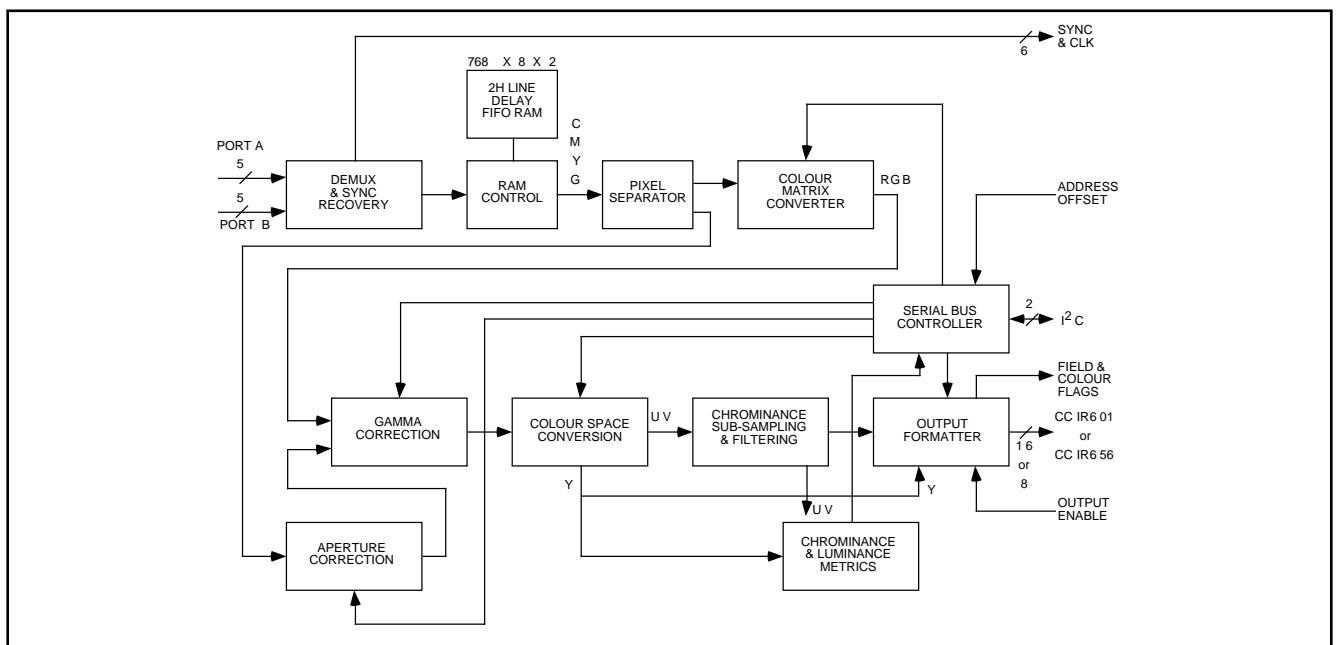 SYNC
& CLK
6
768 X 8 X 2
2H LINE
DELAY
FIFO RAM
C
M
Y
G
PORT A
5
5
PORT B
DEMUX
& SYNC
RECOVERY
RAM
CONTROL
PIXEL
SEPARATOR
COLOUR
MATRIX
CONVERTER
RGB
ADDRESS
OFFSET
SERIAL BUS
CONTROLLER
2
I² C
FIELD &
COLOUR
FLAGS
GAMMA
CORRECTION
COLOUR SPACE
CONVERSION
U V
CHROMINANCE
SUB-SAMPLING
& FILTERING
OUTPUT
FORMATTER
CC IR6 01
or
CC IR6 56
1 6
or
8
Y
U V
Y
OUTPUT
ENABLE
APERTURE
CORRECTION
CHROMINANCE
& LUMINANCE
METRICS